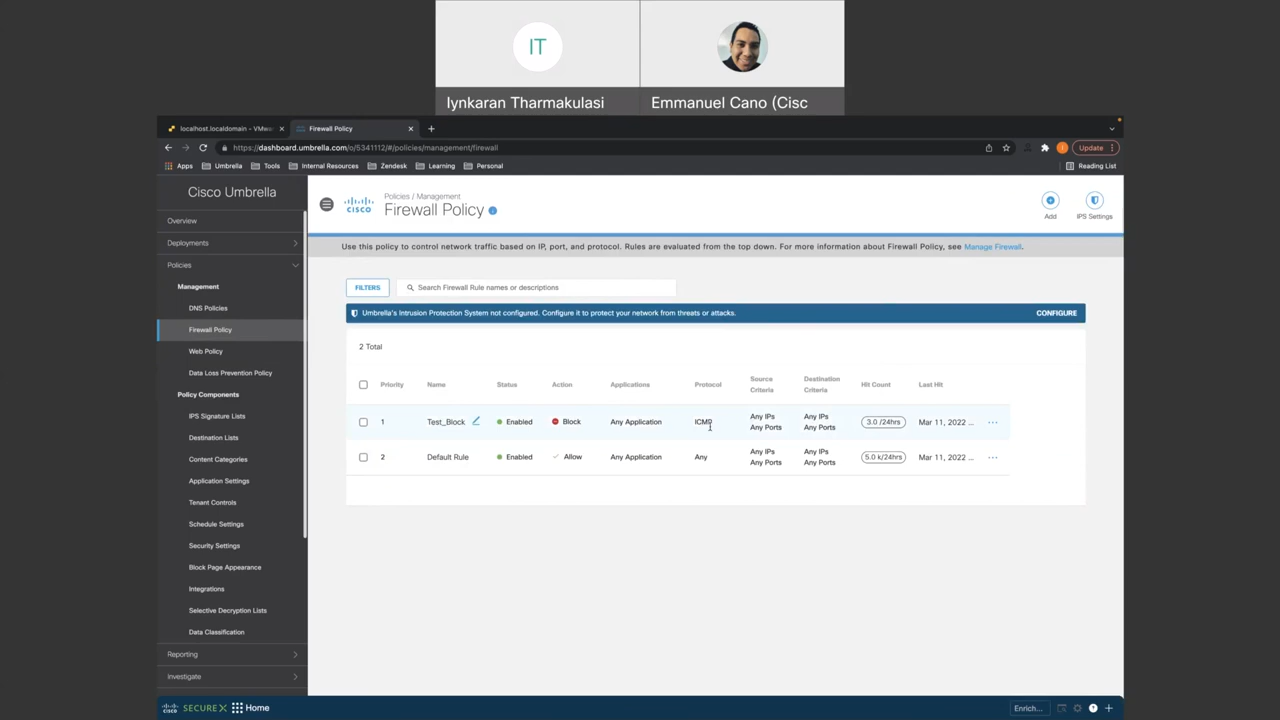 IT
Iynkaran Tharmakulasi
Emmanuel Cano (Cisc
localhost.localdomain - VMwa
Firewall Policy
https://dashboard.umbrella.com/o/5341112/#/policies/management/firewall
Update
Apps
Umbrella
Tools
Internal Resources
Zendesk
Learning
Personal
Reading List
Cisco Umbrella
Overview
Deployments
Policies
Management
DNS Policies
Firewall Policy
Web Policy
Data Loss Prevention Policy
Policy Components
IPS Signature Lists
Destination Lists
Content Categories
Application Settings
Tenant Controls
Schedule Settings
Security Settings
Block Page Appearance
Integrations
Selective Decryption Lists
Data Classification
Reporting
Investigate
CISCO
Policies / Management
Firewall Policy
Add
IPS Settings
Use this policy to control network traffic based on IP, port, and protocol. Rules are evaluated from the top down. For more information about Firewall Policy, see Manage Firewall.
FILTERS
Search Firewall Rule names or descriptions
Umbrella's Intrusion Protection System not configured. Configure it to protect your network from threats or attacks.
CONFIGURE
2 Total
Priority Name Status Action Applications Protocol Source Criteria Destination Criteria Hit Count Last Hit
1 Test_Block Enabled Block Any Application ICMP Any IPs Any Ports Any IPs Any Ports 3.0 /24hrs Mar 11, 2022 ... ...
2 Default Rule Enabled Allow Any Application Any Any IPs Any Ports Any IPs Any Ports 5.0 k/24hrs Mar 11, 2022 ... ...
SECUREX
Home
Enrich...